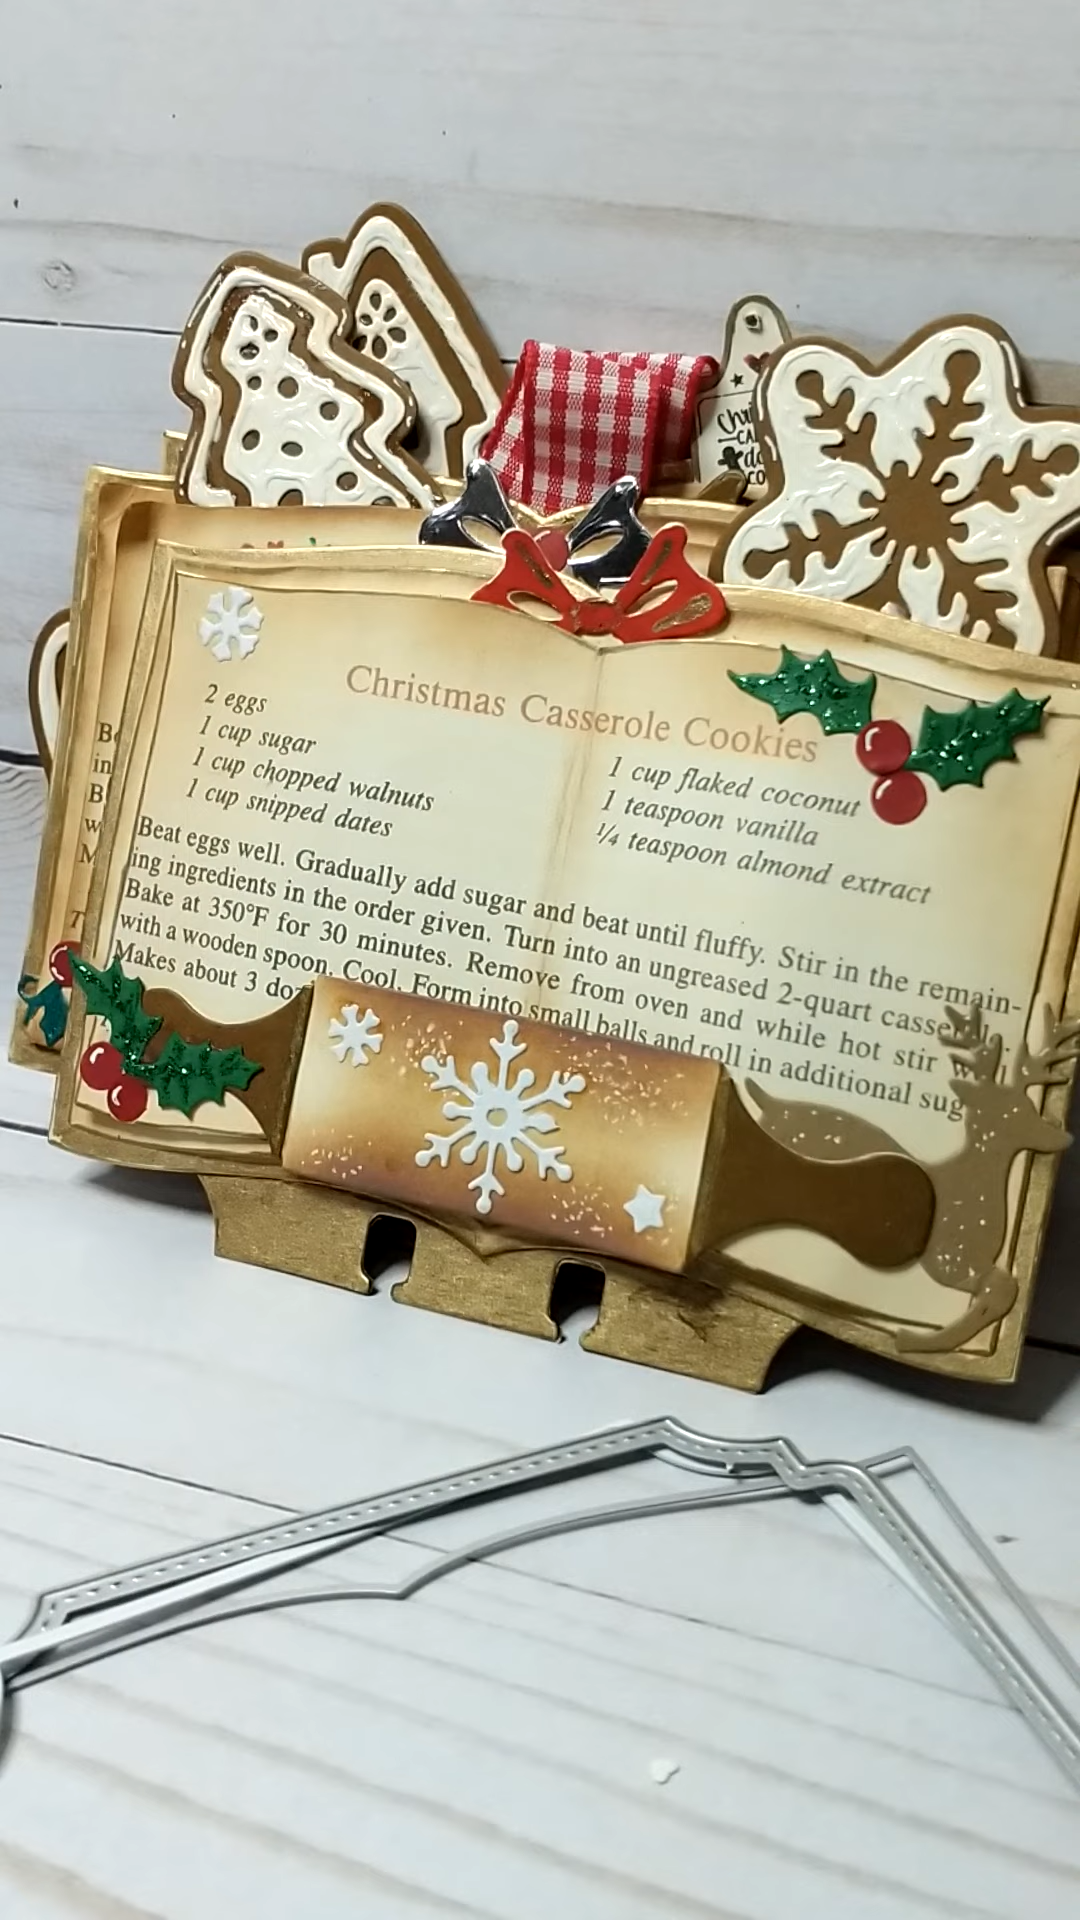 Christmas Casserole Cookies
2 eggs
1 cup sugar
1 cup chopped walnuts
1 cup snipped dates
1 cup flaked coconut
1 teaspoon vanilla
¼ teaspoon almond extract
Beat eggs well. Gradually add sugar and beat until fluffy. Stir in the remain-
ing ingredients in the order given. Turn into an ungreased 2-quart casserole.
Bake at 350°F for 30 minutes. Remove from oven and while hot stir well
with a wooden spoon. Cool. Form into small balls and roll in additional sug
Makes about 3 do
in